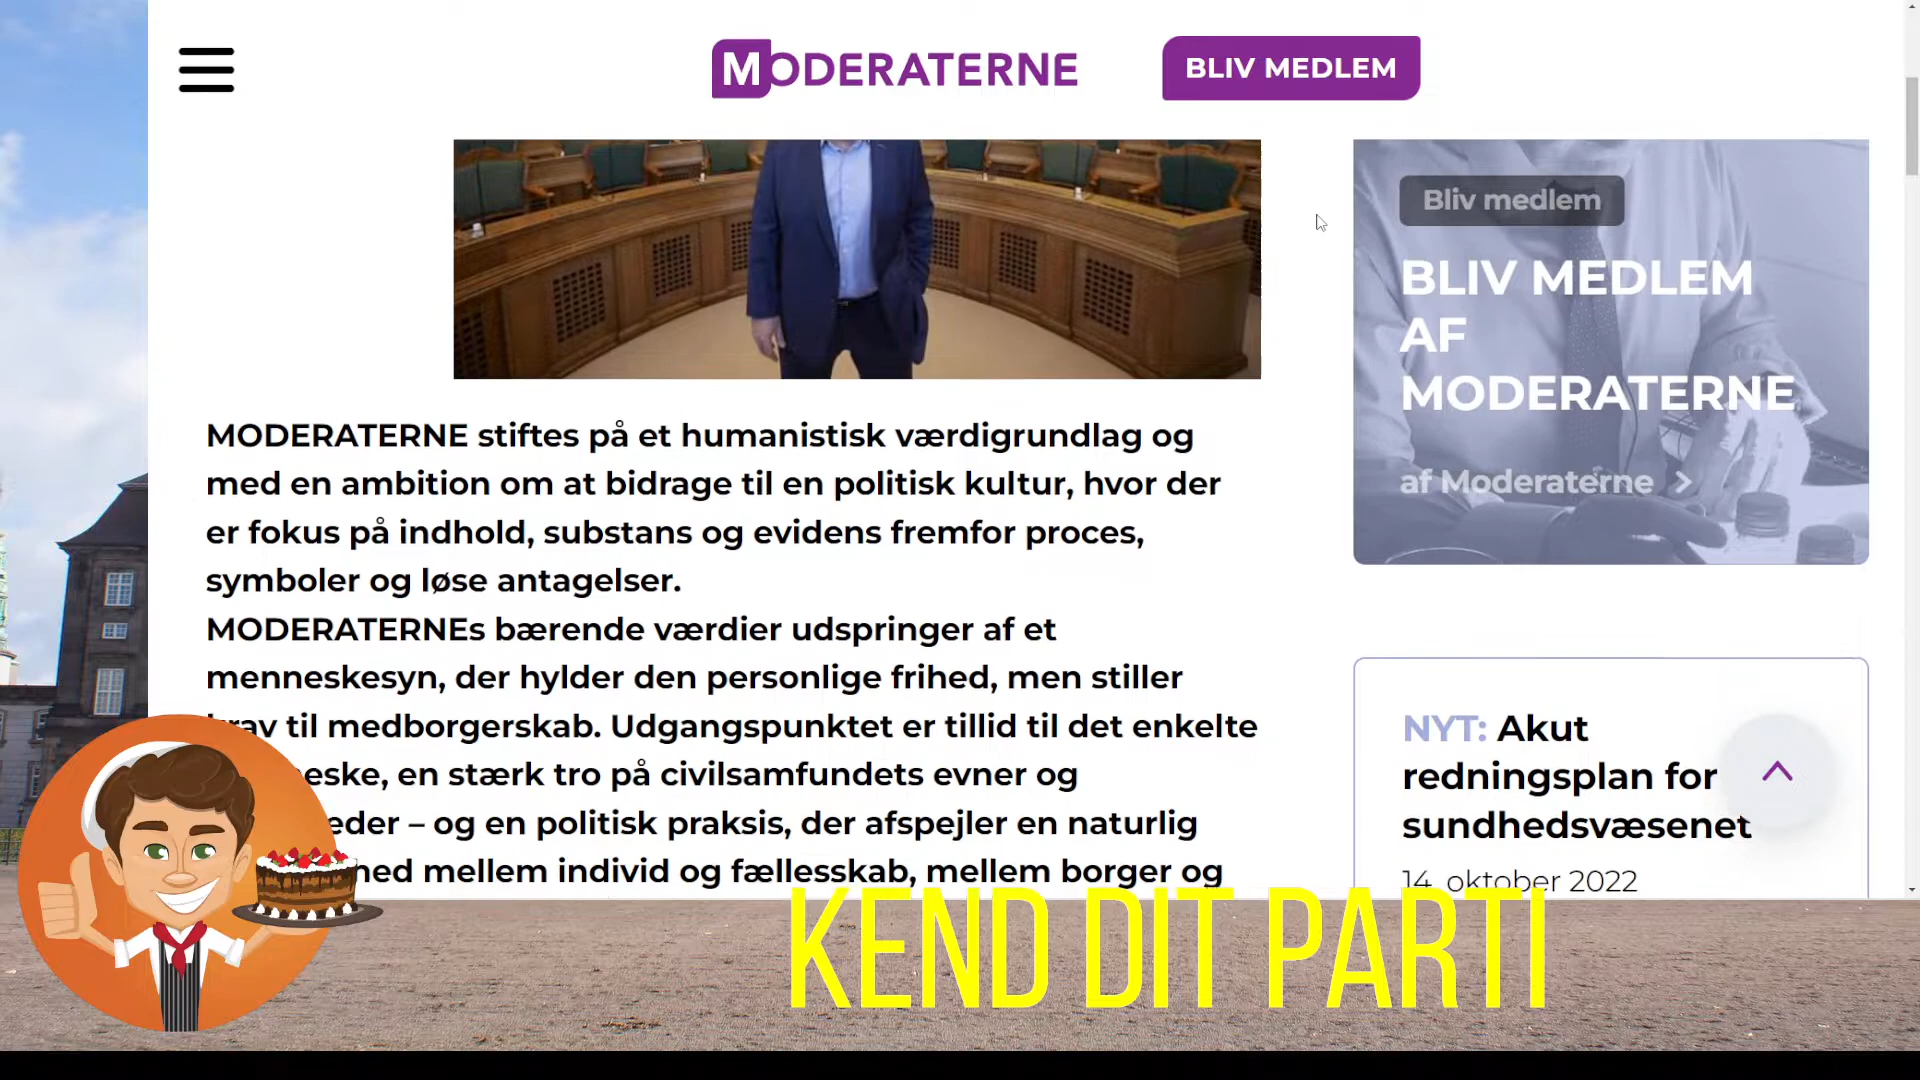 MODERATERNE
BLIV MEDLEM
MODERATERNE stiftes på et humanistisk værdigrundlag og
med en ambition om at bidrage til en politisk kultur, hvor der
er fokus på indhold, substans og evidens fremfor proces,
symboler og løse antagelser.
MODERATERNEs bærende værdier udspringer af et
menneskesyn, der hylder den personlige frihed, men stiller
til medborgerskab. Udgangspunktet er tillid til det enkelte
en stærk tro på civilsamfundets evner og
– og en politisk praksis, der afspejler en naturlig
mellem individ og fællesskab, mellem borger og
Bliv medlem
BLIV MEDLEM
AF
MODERATERNE
af Moderaterne >
NYT: Akut
redningsplan for
sundhedsvæsenet
14. oktober 2022
KEND DIT PARTI